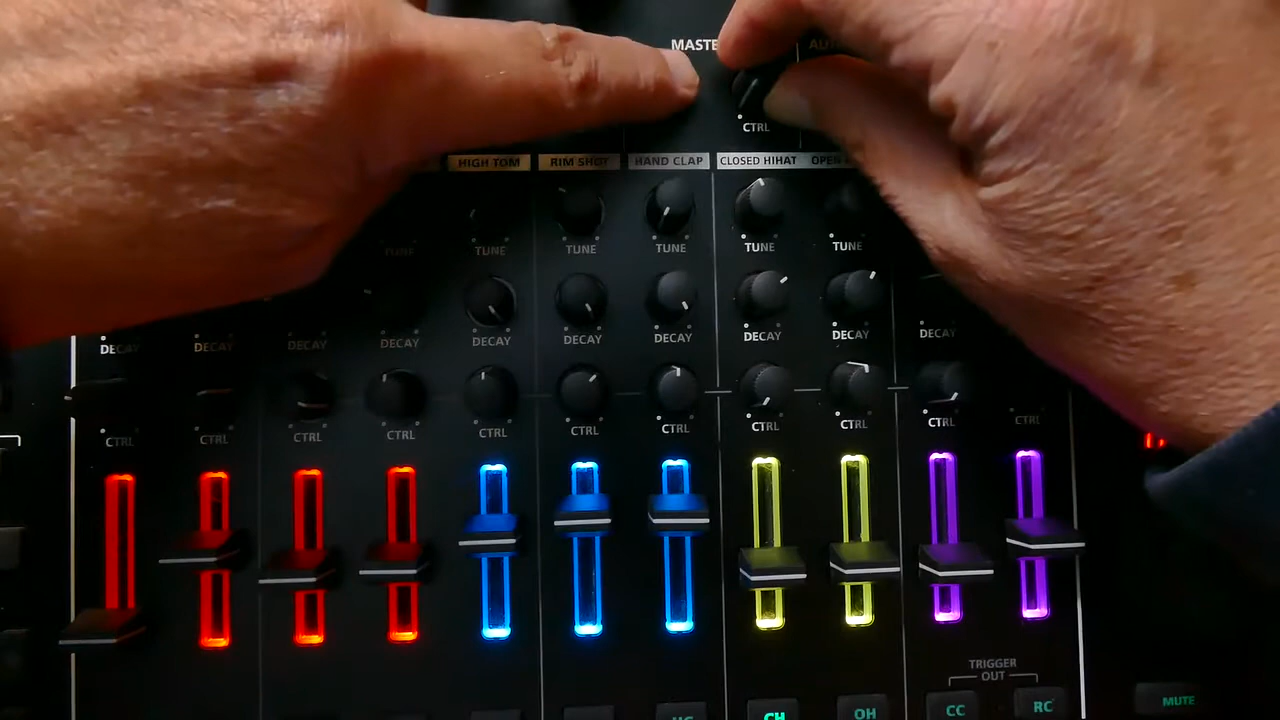 MASTE
CTRL
HIGH TOM RIM SHOT HAND CLAP CLOSED HIHAT OPEN
TUNE TUNE TUNE TUNE TUNE TUNE
DECAY DECAY DECAY DECAY DECAY DECAY DECAY DECAY DECAY DECAY
CTRL CTRL CTRL CTRL CTRL CTRL CTRL CTRL CTRL CTRL CTRL
TRIGGER
OUT
CH OH CC RC MUTE